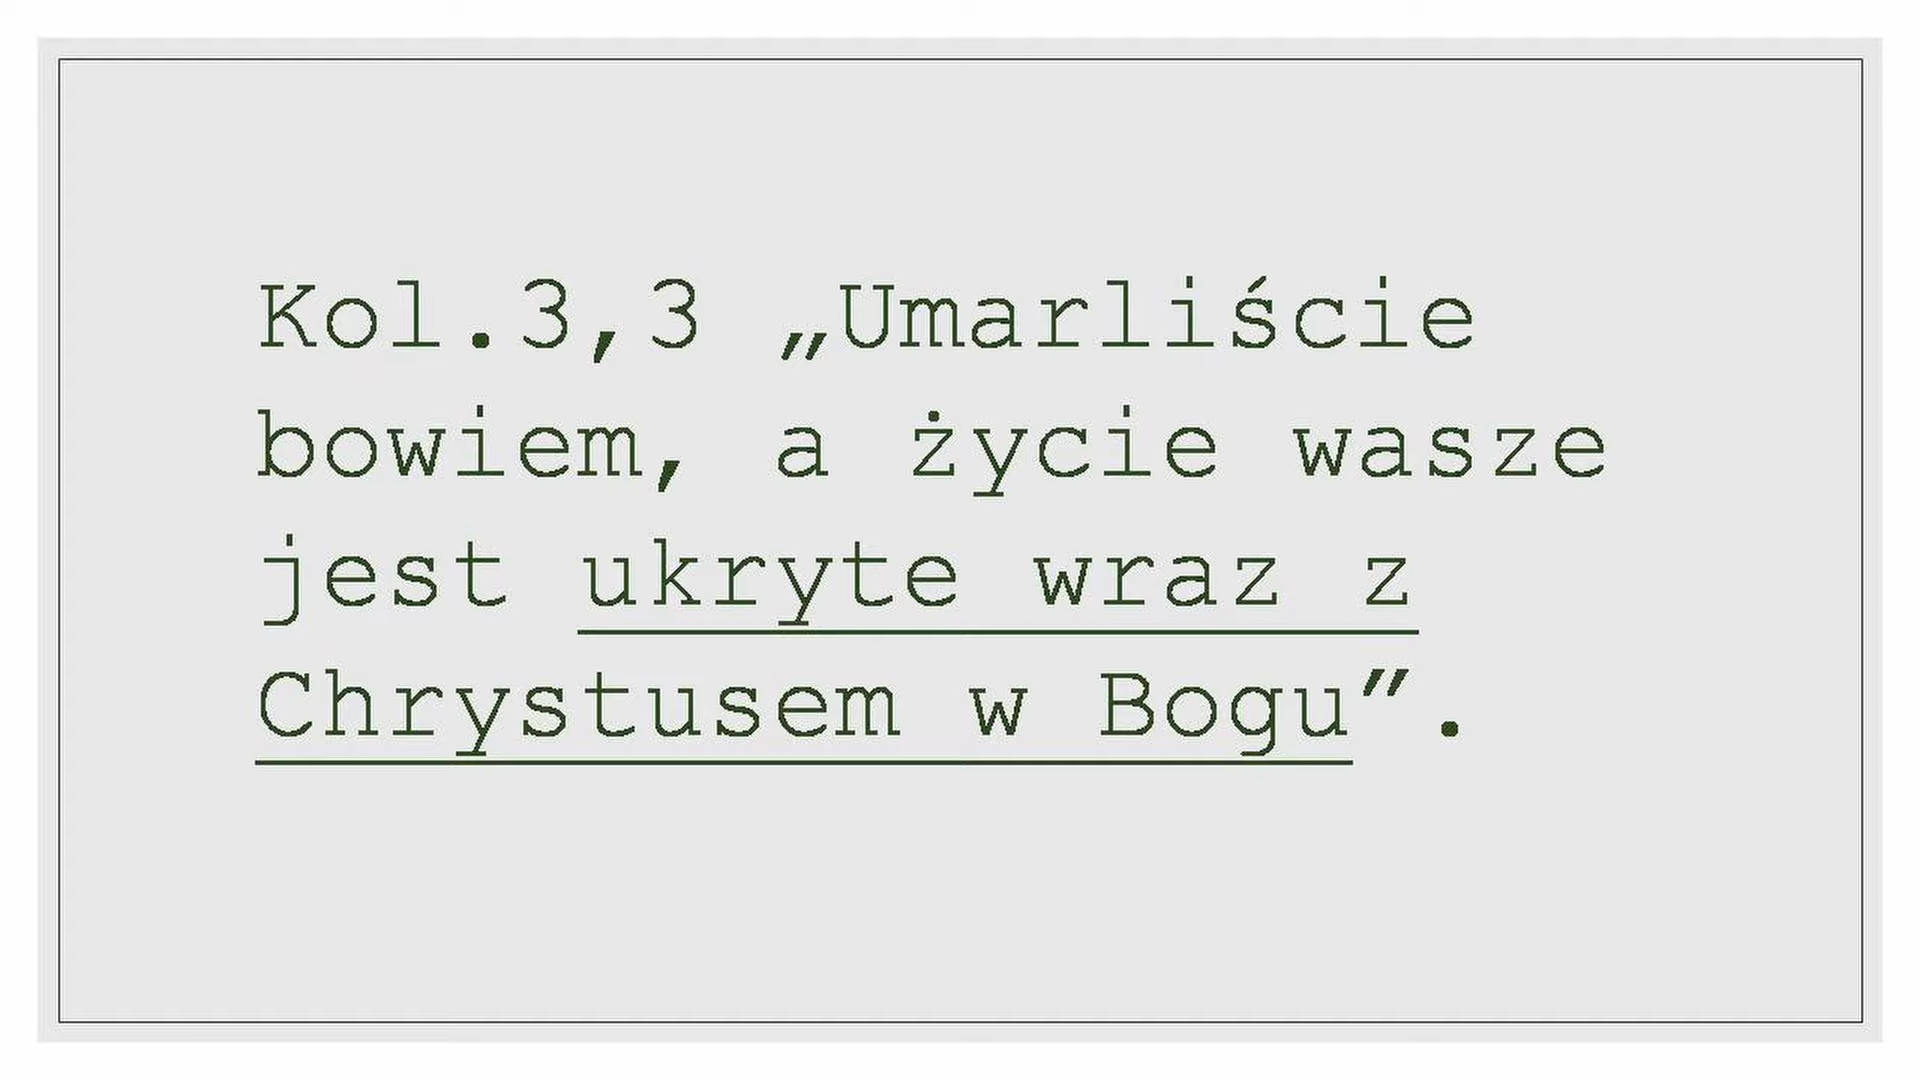 Kol.3,3 „Umarliście
bowiem, a życie wasze
jest ukryte wraz z
Chrystusem w Bogu”.